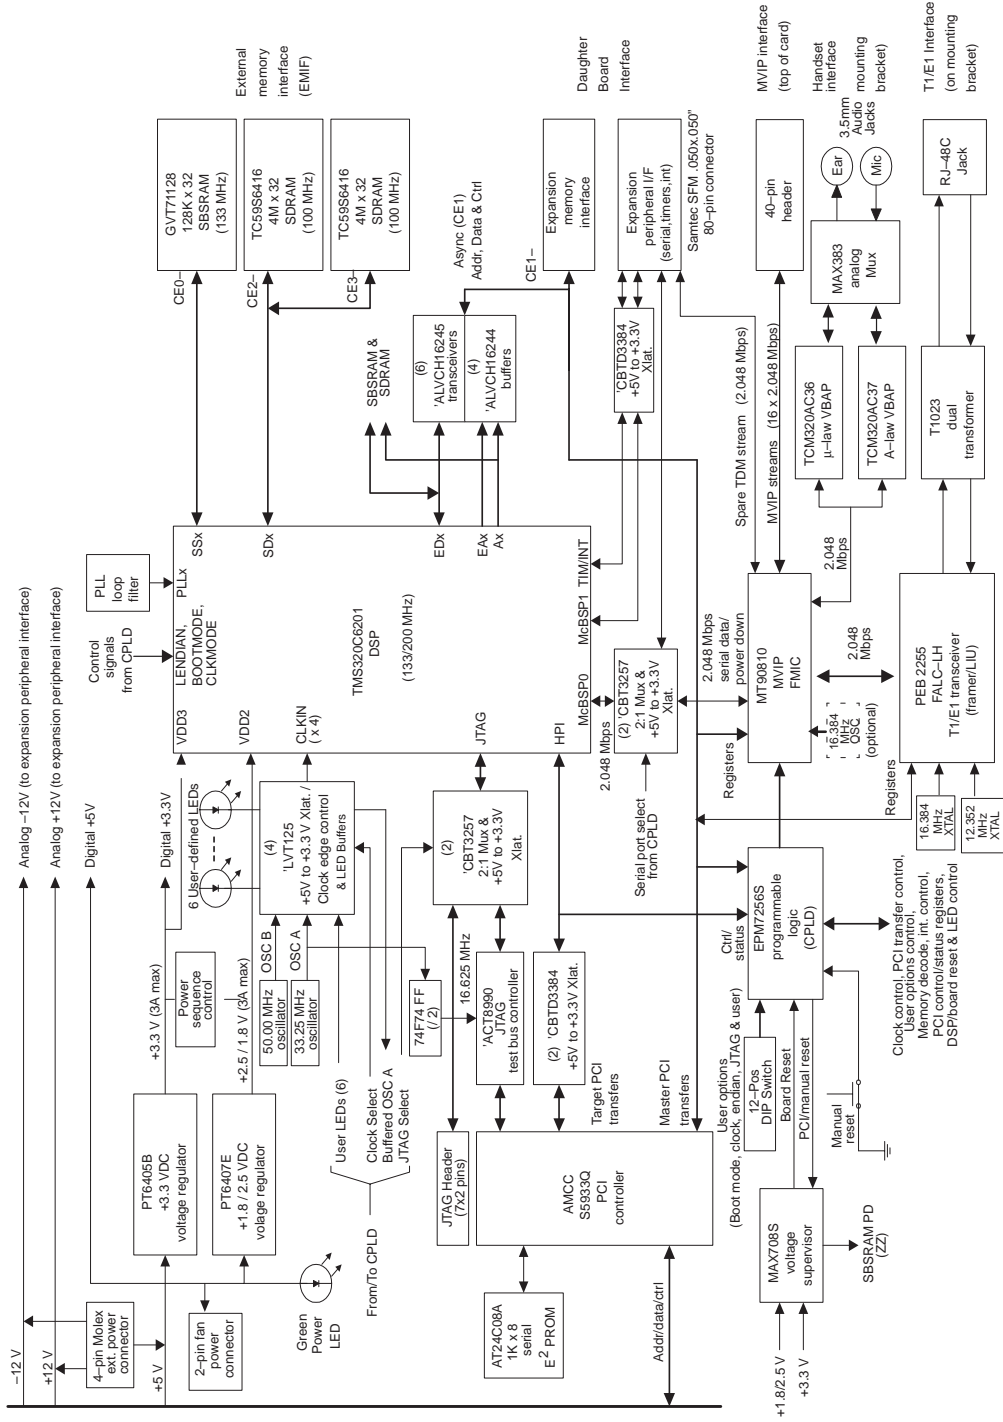 –12 V
+12 V
4–pin Molex
ext. power
connector
+5 V
2–pin fan
power
connector
Green
Power
LED
Analog –12V (to expansion peripheral interface)
Analog +12V (to expansion peripheral interface)
Digital +5V
Digital +3.3V
PT6405B
+3.3 VDC
voltage regulator
PT6407E
+1.8 / 2.5 VDC
volage regulator
+3.3 V (3A max)
Power
sequence
control
+2.5 / 1.8 V (3A max)
6 User–defined LEDs
50.00 MHz
oscillator
33.25 MHz
oscillator
OSC B
OSC A
(4)
'LVT125
+5V to +3.3 V Xlat. /
Clock edge control
& LED Buffers
User LEDs (6)
Clock Select
Buffered OSC A
JTAG Select
From/To CPLD
74F74 FF
(/ 2)
16.625 MHz
Control
signals
from CPLD
PLL
loop
filter
VDD3
VDD2
CLKIN
( x 4)
JTAG
HPI
LENDIAN,
BOOTMODE,
CLKMODE
PLLx
TMS320C6201
DSP
(133/200 MHz)
SSx
SDx
EDx
EAx
Ax
McBSP0
McBSP1
TIM/INT
GVT71128
128K x 32
SBSRAM
(133 MHz)
TC59S6416
4M x 32
SDRAM
(100 MHz)
TC59S6416
4M x 32
SDRAM
(100 MHz)
CE0–
CE2–
CE3–
External
memory
interface
(EMIF)
SBSRAM &
SDRAM
(6)
'ALVCH16245
transceivers
(4)
'ALVCH16244
buffers
Async (CE1)
Addr, Data & Ctrl
CE1–
Expansion
memory
interface
Daughter
Board
Interface
Expansion
peripheral I/F
(serial,timers,int)
Samtec SFM .050x.050"
80–pin connector
'CBTD3384
+5V to +3.3V
Xlat.
JTAG Header
(7x2 pins)
'ACT8990
JTAG
test bus controller
(2)
'CBT3257
2:1 Mux &
+5V to +3.3V
Xlat.
(2) 'CBTD3384
+5V to +3.3V Xlat.
AMCC
S5933Q
PCI
controller
AT24C08A
1K x 8
serial
E2 PROM
Addr/data/ctrl
Target PCI
transfers
Master PCI
transfers
2.048 Mbps
(2) 'CBT3257
2:1 Mux &
+5V to +3.3V
Xlat.
Serial port select
from CPLD
2.048 Mbps
serial data/
power down
Registers
Spare TDM stream (2.048 Mbps)
MVIP streams (16 x 2.048 Mbps)
MT90810
MVIP
FMIC
40–pin
header
MVIP interface
(top of card)
Handset
interface
mounting
bracket)
3.5mm
Audio
Jacks
Ear
Mic
MAX383
analog
Mux
TCM320AC36
μ–law VBAP
TCM320AC37
A–law VBAP
2.048
Mbps
2.048
Mbps
16.384
MHz
OSC
(optional)
Registers
PEB 2255
FALC–LH
T1/E1 transceiver
(framer/LIU)
16.384
MHz
XTAL
12.352
MHz
XTAL
T1023
dual
transformer
RJ–48C
Jack
T1/E1 Interface
(on mounting
bracket)
Ctrl/
status
EPM7256S
programmable
logic
(CPLD)
User options
(Boot mode, clock, endian, JTAG & user)
12–Pos
DIP Switch
Board Reset
PCI/manual reset
Manual
reset
MAX708S
voltage
supervisor
SBSRAM PD
(ZZ)
+1.8/2.5 V
+3.3 V
Clock control, PCI transfer control,
User options control,
Memory decode, int. control,
PCI control/status registers,
DSP/board reset & LED control